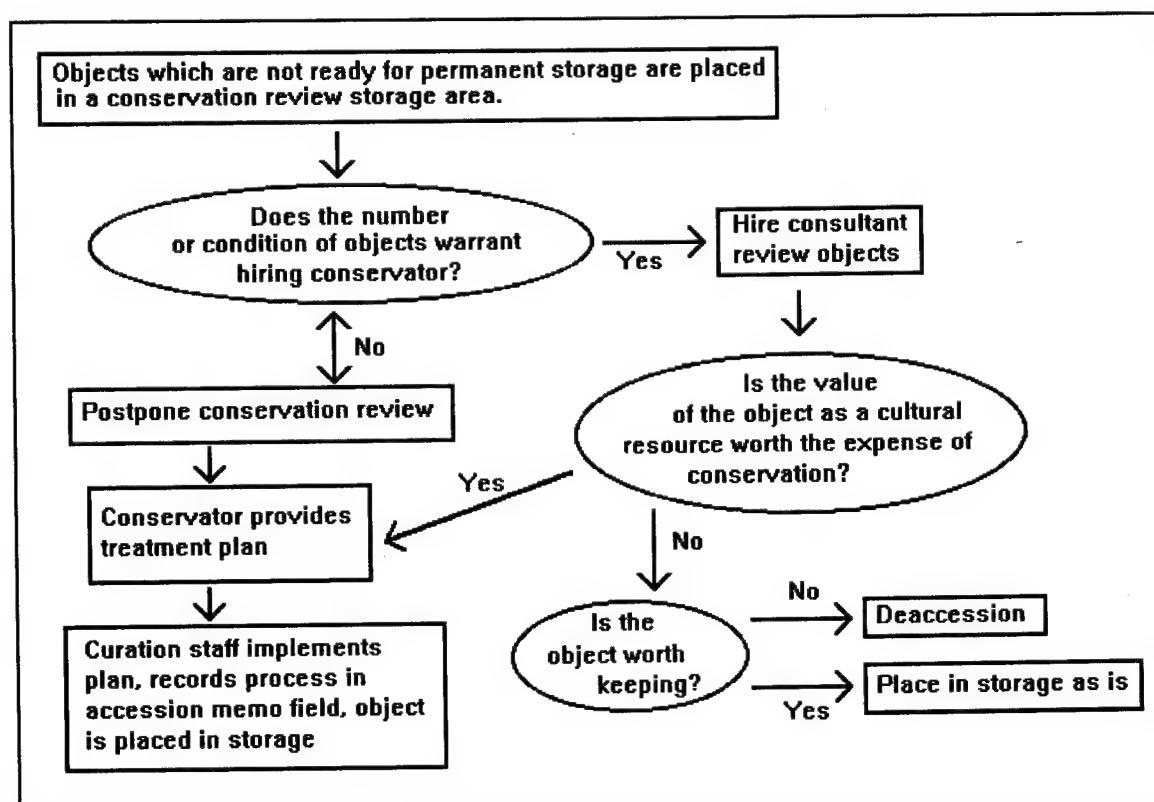 Objects which are not ready for permanent storage are placed
in a conservation review storage area.
Does the number
or condition of objects warrant
hiring conservator?
Yes
Hire consultant
review objects
No
Postpone conservation review
Is the value
of the object as a cultural
resource worth the expense of
conservation?
Yes
Conservator provides
treatment plan
No
Curation staff implements
plan, records process in
accession memo field, object
is placed in storage
Is the
object worth
keeping?
No
Deaccession
Yes
Place in storage as is